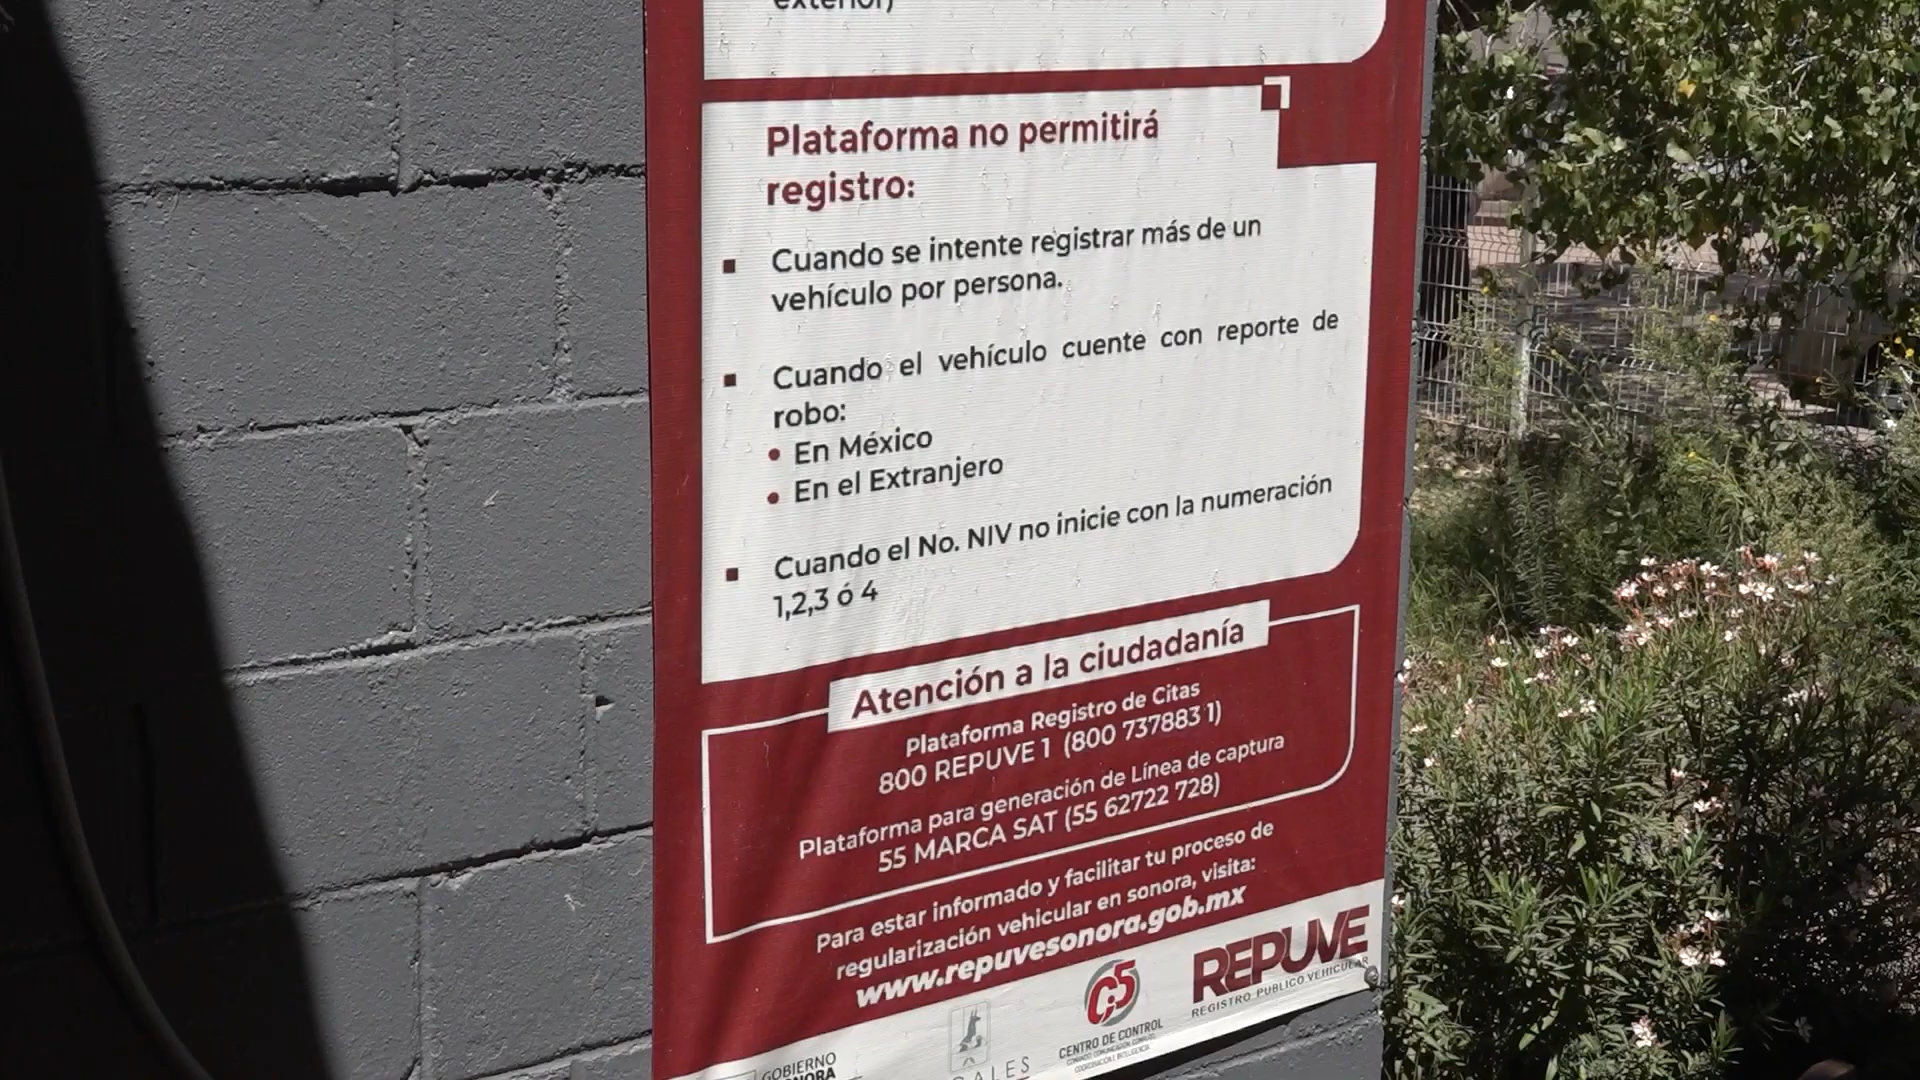 exterior)
Plataforma no permitirá
registro:
Cuando se intente registrar más de un
vehículo por persona.
Cuando el vehículo cuente con reporte de
robo:
En México
En el Extranjero
Cuando el No. NIV no inicie con la numeración
1,2,3 ó 4
Atención a la ciudadanía
Plataforma Registro de Citas
800 REPUVE 1 (800 737883 1)
Plataforma para generación de Línea de captura
55 MARCA SAT (55 62722 728)
Para estar informado y facilitar tu proceso de
regularización vehicular en sonora, visita:
www.repuvesonora.gob.mx
REPUVE
REGISTRO PUBLICO VEHICULAR
C5
CENTRO DE CONTROL
GOBIERNO